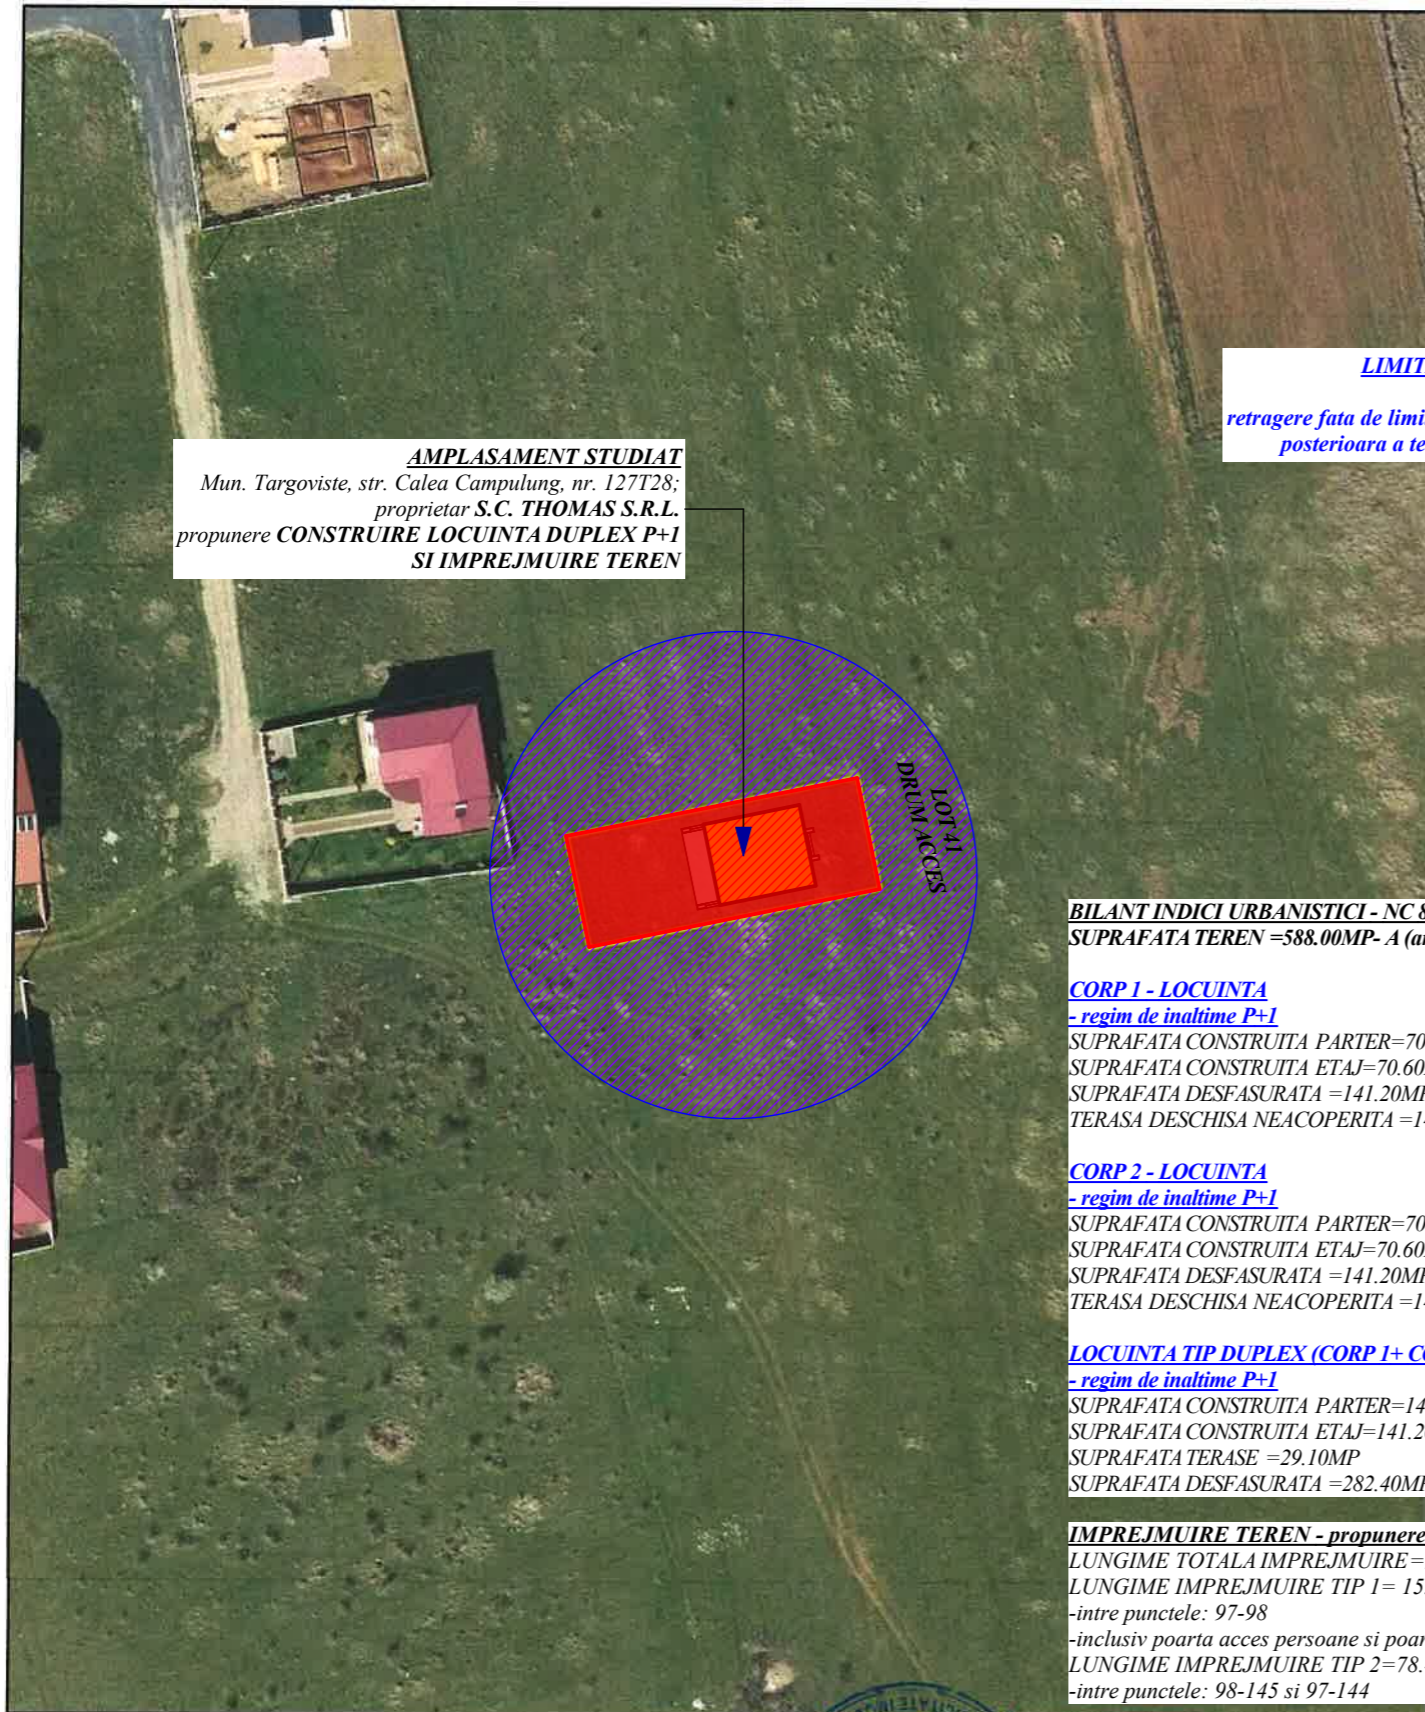 LIMIT
retragere fata de limi
posterioara a te
AMPLASAMENT STUDIAT
Mun. Targoviste, str. Calea Campulung, nr. 127T28;
proprietar S.C. THOMAS S.R.L.
propunere CONSTRUIRE LOCUINTA DUPLEX P+1
SI IMPREJMUIRE TEREN
LOT 41
DRUM ACCES
BILANT INDICI URBANISTICI - NC 8
SUPRAFATA TEREN =588.00MP- A (a
CORP 1 - LOCUINTA
- regim de inaltime P+1
SUPRAFATA CONSTRUITA PARTER=70
SUPRAFATA CONSTRUITA ETAJ=70.60
SUPRAFATA DESFASURATA =141.20MP
TERASA DESCHISA NEACOPERITA =14
CORP 2 - LOCUINTA
- regim de inaltime P+1
SUPRAFATA CONSTRUITA PARTER=70
SUPRAFATA CONSTRUITA ETAJ=70.60
SUPRAFATA DESFASURATA =141.20MP
TERASA DESCHISA NEACOPERITA =14
LOCUINTA TIP DUPLEX (CORP 1+ CO
- regim de inaltime P+1
SUPRAFATA CONSTRUITA PARTER=14
SUPRAFATA CONSTRUITA ETAJ=141.2
SUPRAFATA TERASE =29.10MP
SUPRAFATA DESFASURATA =282.40MP
IMPREJMUIRE TEREN - propunere
LUNGIME TOTALA IMPREJMUIRE=
LUNGIME IMPREJMUIRE TIP 1= 15
-intre punctele: 97-98
-inclusiv poarta acces persoane si poar
LUNGIME IMPREJMUIRE TIP 2=78.
-intre punctele: 98-145 si 97-144